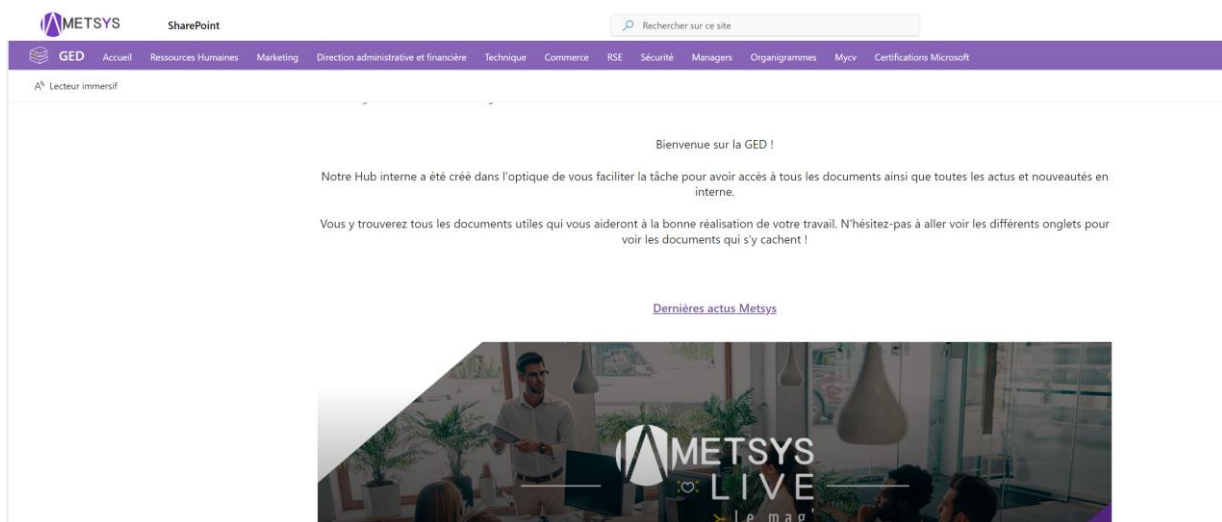 METSYS
SharePoint
Rechercher sur ce site
GED Accueil Ressources Humaines Marketing Direction administrative et financière Technique Commerce RSE Sécurité Managers Organigrammes Mycv Certifications Microsoft
Lecteur immersif
Bienvenue sur la GED !
Notre Hub interne a été créé dans l'optique de vous faciliter la tâche pour avoir accès à tous les documents ainsi que toutes les actus et nouveautés en
interne.
Vous y trouverez tous les documents utiles qui vous aideront à la bonne réalisation de votre travail. N'hésitez-pas à aller voir les différents onglets pour
voir les documents qui s'y cachent !
Dernières actus Metsys
METSYS
LIVE
Le mag'